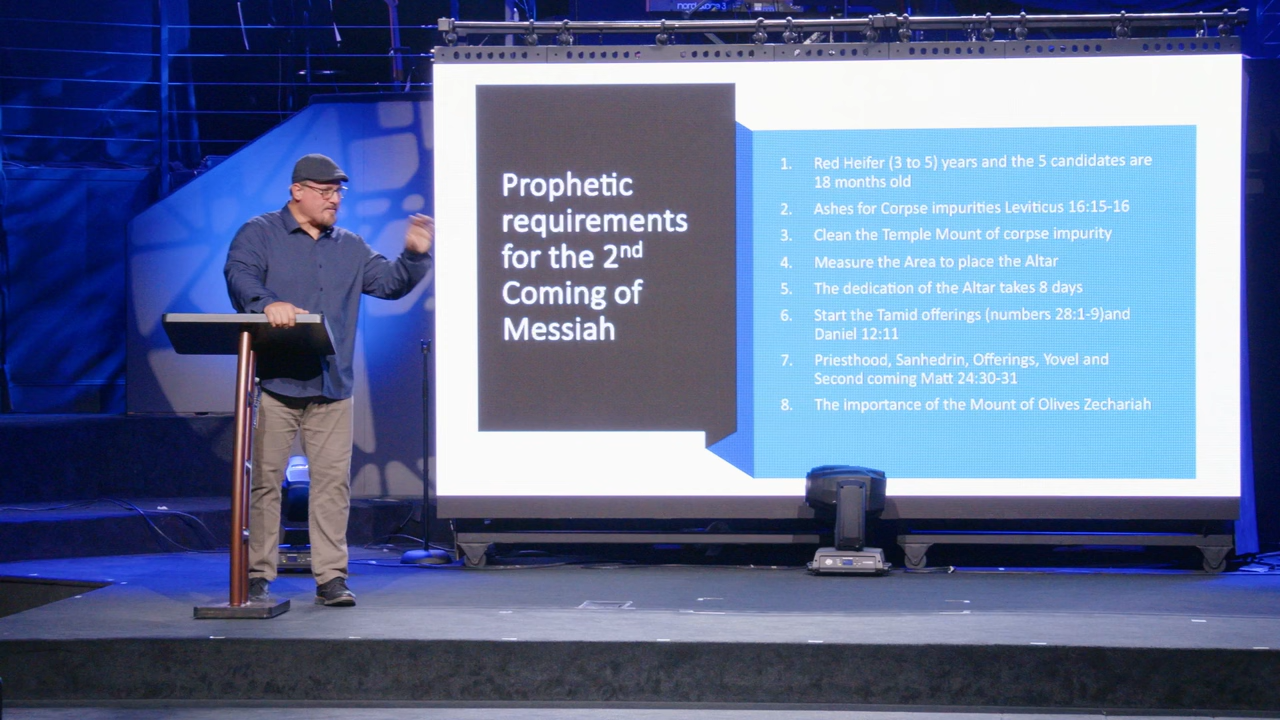 nord stage 3
Prophetic
requirements
for the 2nd
Coming of
Messiah
1. Red Heifer (3 to 5) years and the 5 candidates are
18 months old
2. Ashes for Corpse impurities Leviticus 16:15-16
3. Clean the Temple Mount of corpse impurity
4. Measure the Area to place the Altar
5. The dedication of the Altar takes 8 days
6. Start the Tamid offerings (numbers 28:1-9)and
Daniel 12:11
7. Priesthood, Sanhedrin, Offerings, Yovel and
Second coming Matt 24:30-31
8. The importance of the Mount of Olives Zechariah